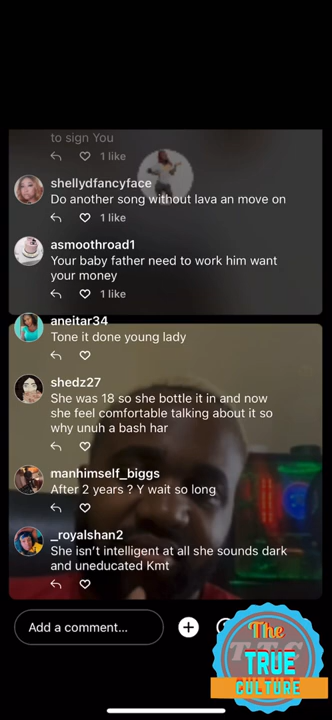 to sign You
1 like
shellydfancyface
Do another song without lava an move on
1 like
asmoothroad1
Your baby father need to work him want
your money
1 like
aneitar34
Tone it done young lady
shedz27
She was 18 so she bottle it in and now
she feel comfortable talking about it so
why unuh a bash har
manhimself_biggs
After 2 years ? Y wait so long
_royalshan2
She isn't intelligent at all she sounds dark
and uneducated Kmt
Add a comment...
The
TTC
TRUE
CULTURE